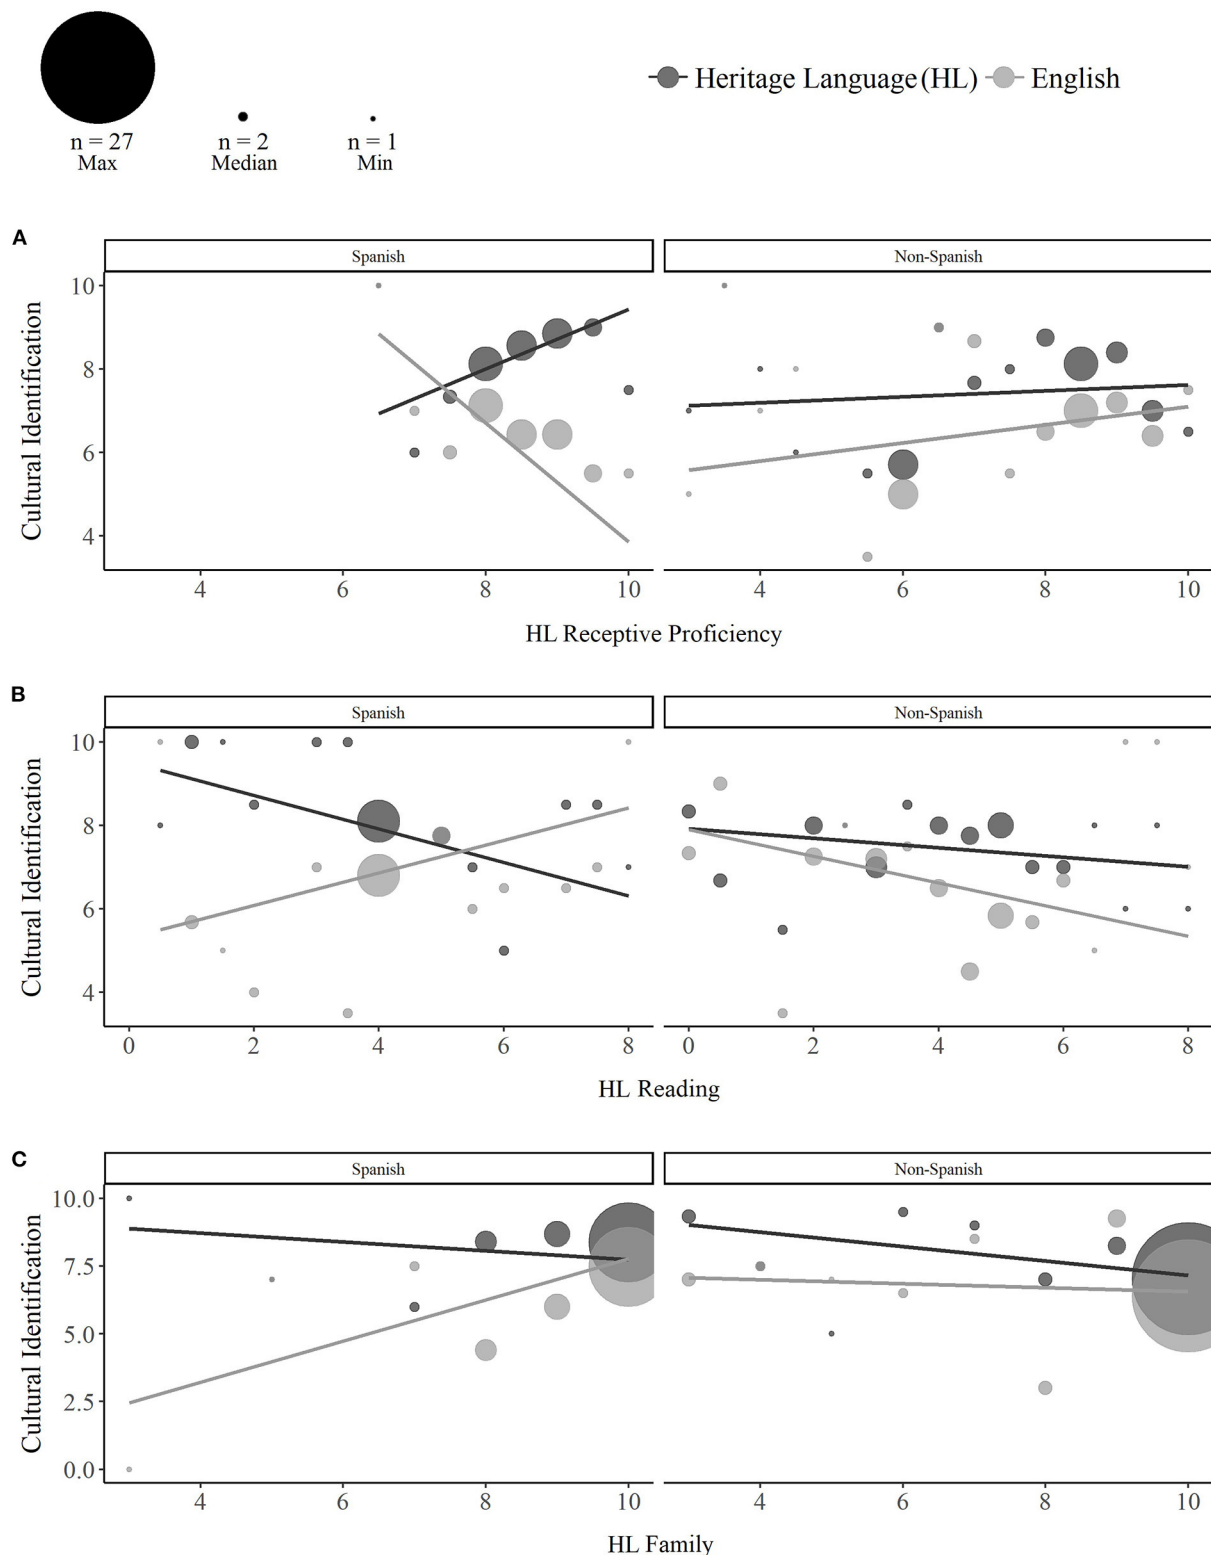 Heritage Language (HL) English
n = 27 n = 2 n = 1
Max Median Min
A
Spanish Non-Spanish
Cultural Identification
10
8
6
4
4 6 8 10 4 6 8 10
HL Receptive Proficiency
B
Spanish Non-Spanish
Cultural Identification
10
8
6
4
0 2 4 6 8 0 2 4 6 8
HL Reading
C
Spanish Non-Spanish
Cultural Identification
10.0
7.5
5.0
2.5
0.0
4 6 8 10 4 6 8 10
HL Family